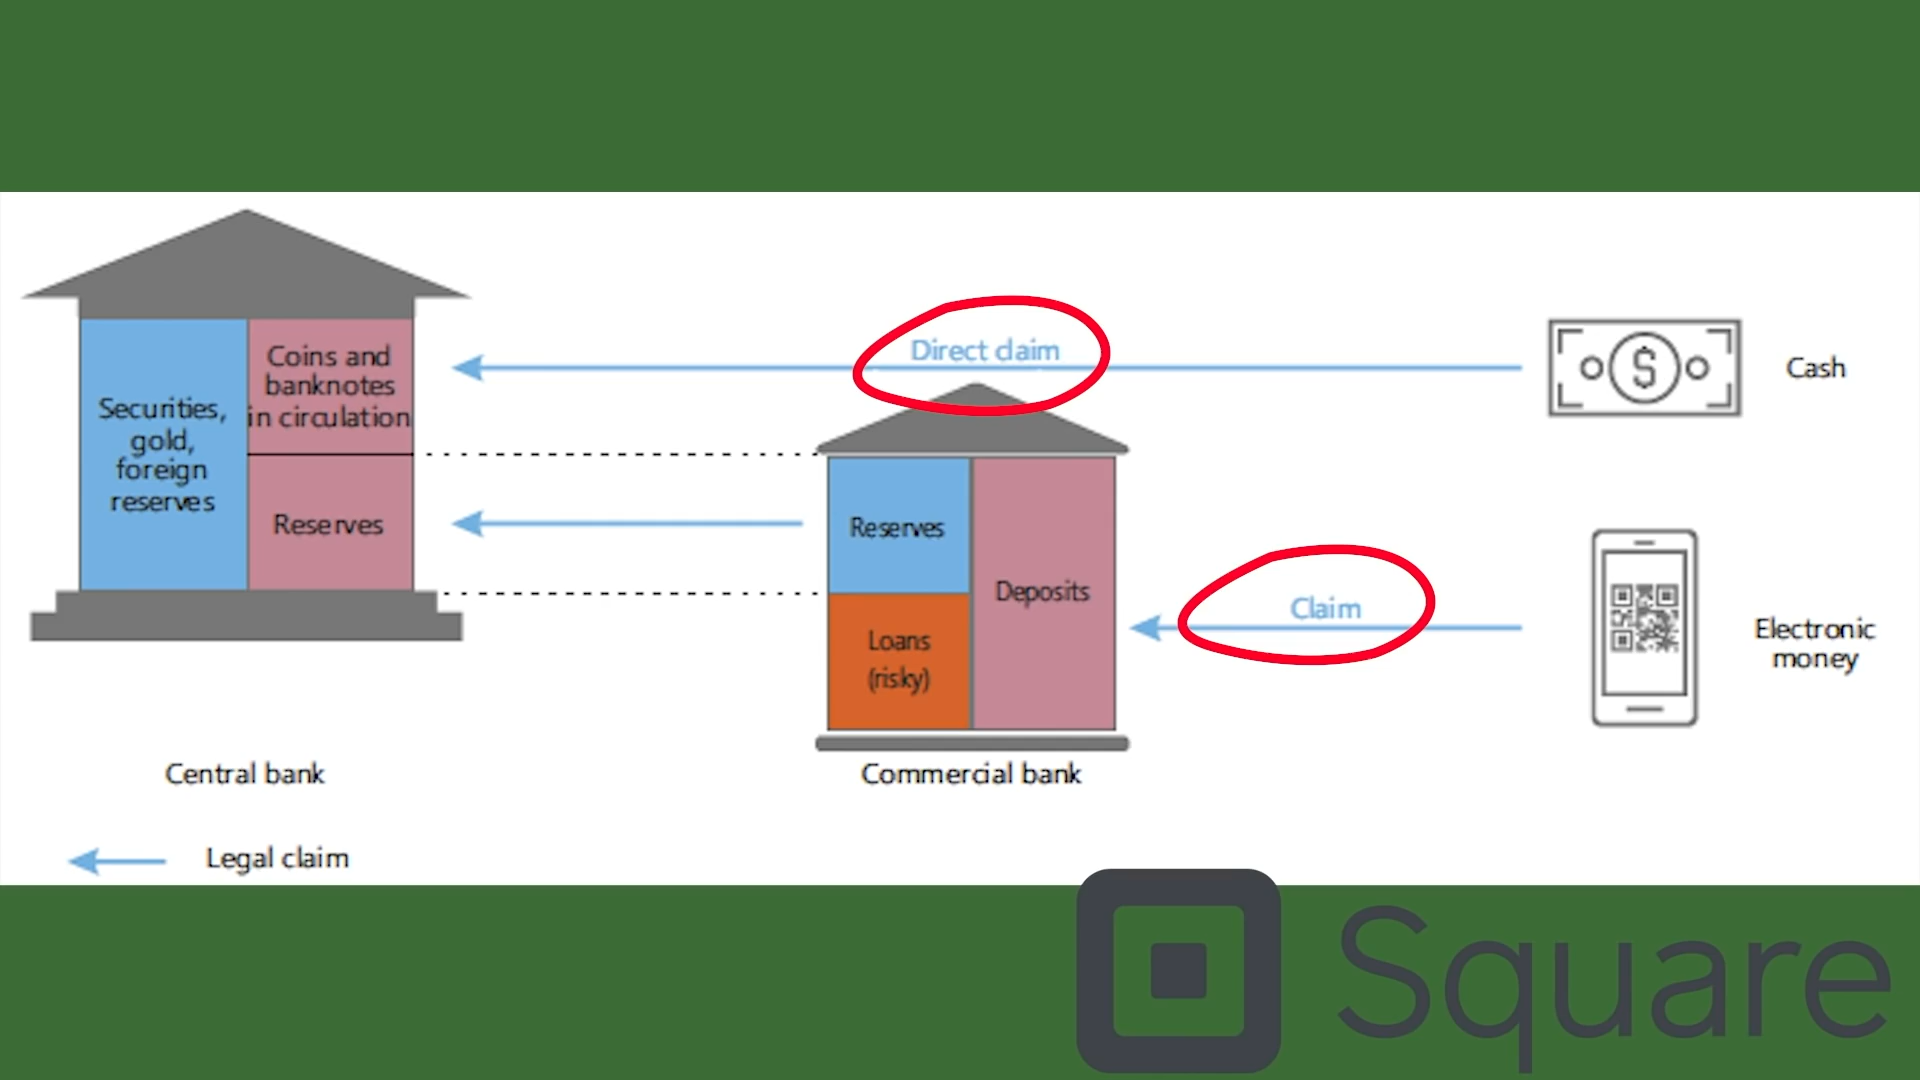 Securities,
gold,
foreign
reserves
Coins and
banknotes
in circulation
Reserves
Central bank
Direct claim
Reserves
Loans
(risky)
Deposits
Commercial bank
Claim
$
Cash
Electronic
money
Legal claim
Square